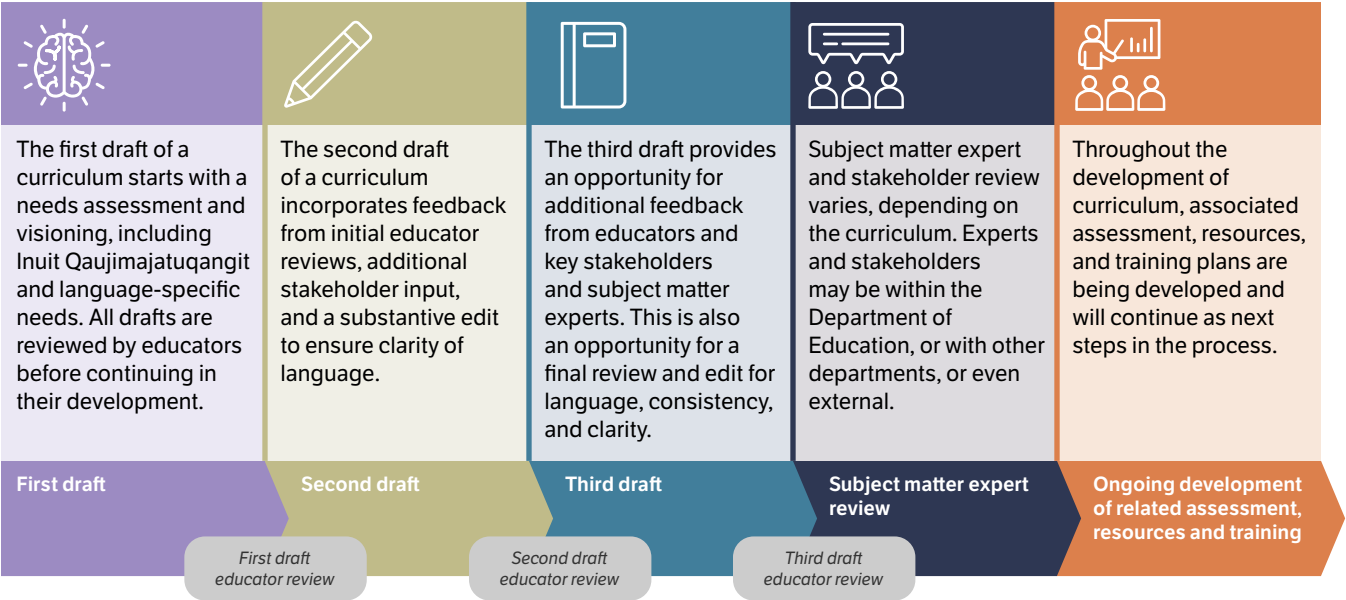 The first draft of a
curriculum starts with a
needs assessment and
visioning, including
Inuit Qaujimajatuqangit
and language-specific
needs. All drafts are
reviewed by educators
before continuing in
their development.
The second draft
of a curriculum
incorporates feedback
from initial educator
reviews, additional
stakeholder input,
and a substantive edit
to ensure clarity of
language.
The third draft provides
an opportunity for
additional feedback
from educators and
key stakeholders
and subject matter
experts. This is also
an opportunity for a
final review and edit for
language, consistency,
and clarity.
Subject matter expert
and stakeholder review
varies, depending on
the curriculum. Experts
and stakeholders
may be within the
Department of
Education, or with other
departments, or even
external.
Throughout the
development of
curriculum, associated
assessment, resources,
and training plans are
being developed and
will continue as next
steps in the process.
First draft
Second draft
Third draft
Subject matter expert
review
Ongoing development
of related assessment,
resources and training
First draft
educator review
Second draft
educator review
Third draft
educator review